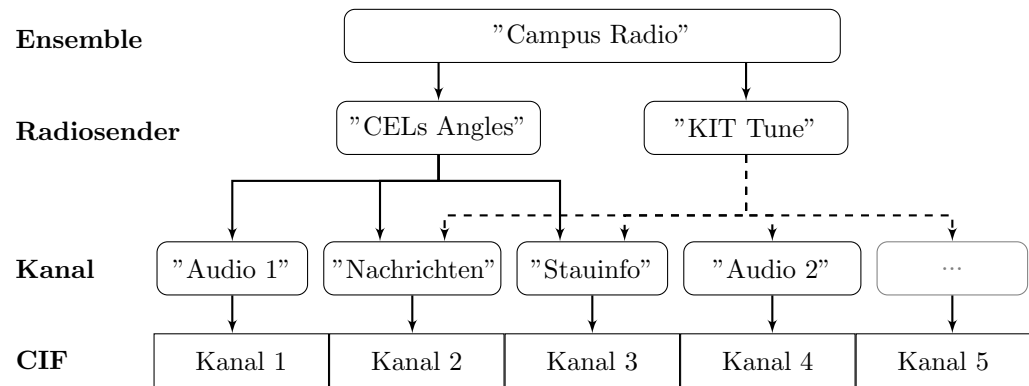 Ensemble
"Campus Radio"
Radiosender
"CELs Angles"
"KIT Tune"
Kanal
"Audio 1"
"Nachrichten"
"Stauinfo"
"Audio 2"
...
CIF
Kanal 1
Kanal 2
Kanal 3
Kanal 4
Kanal 5